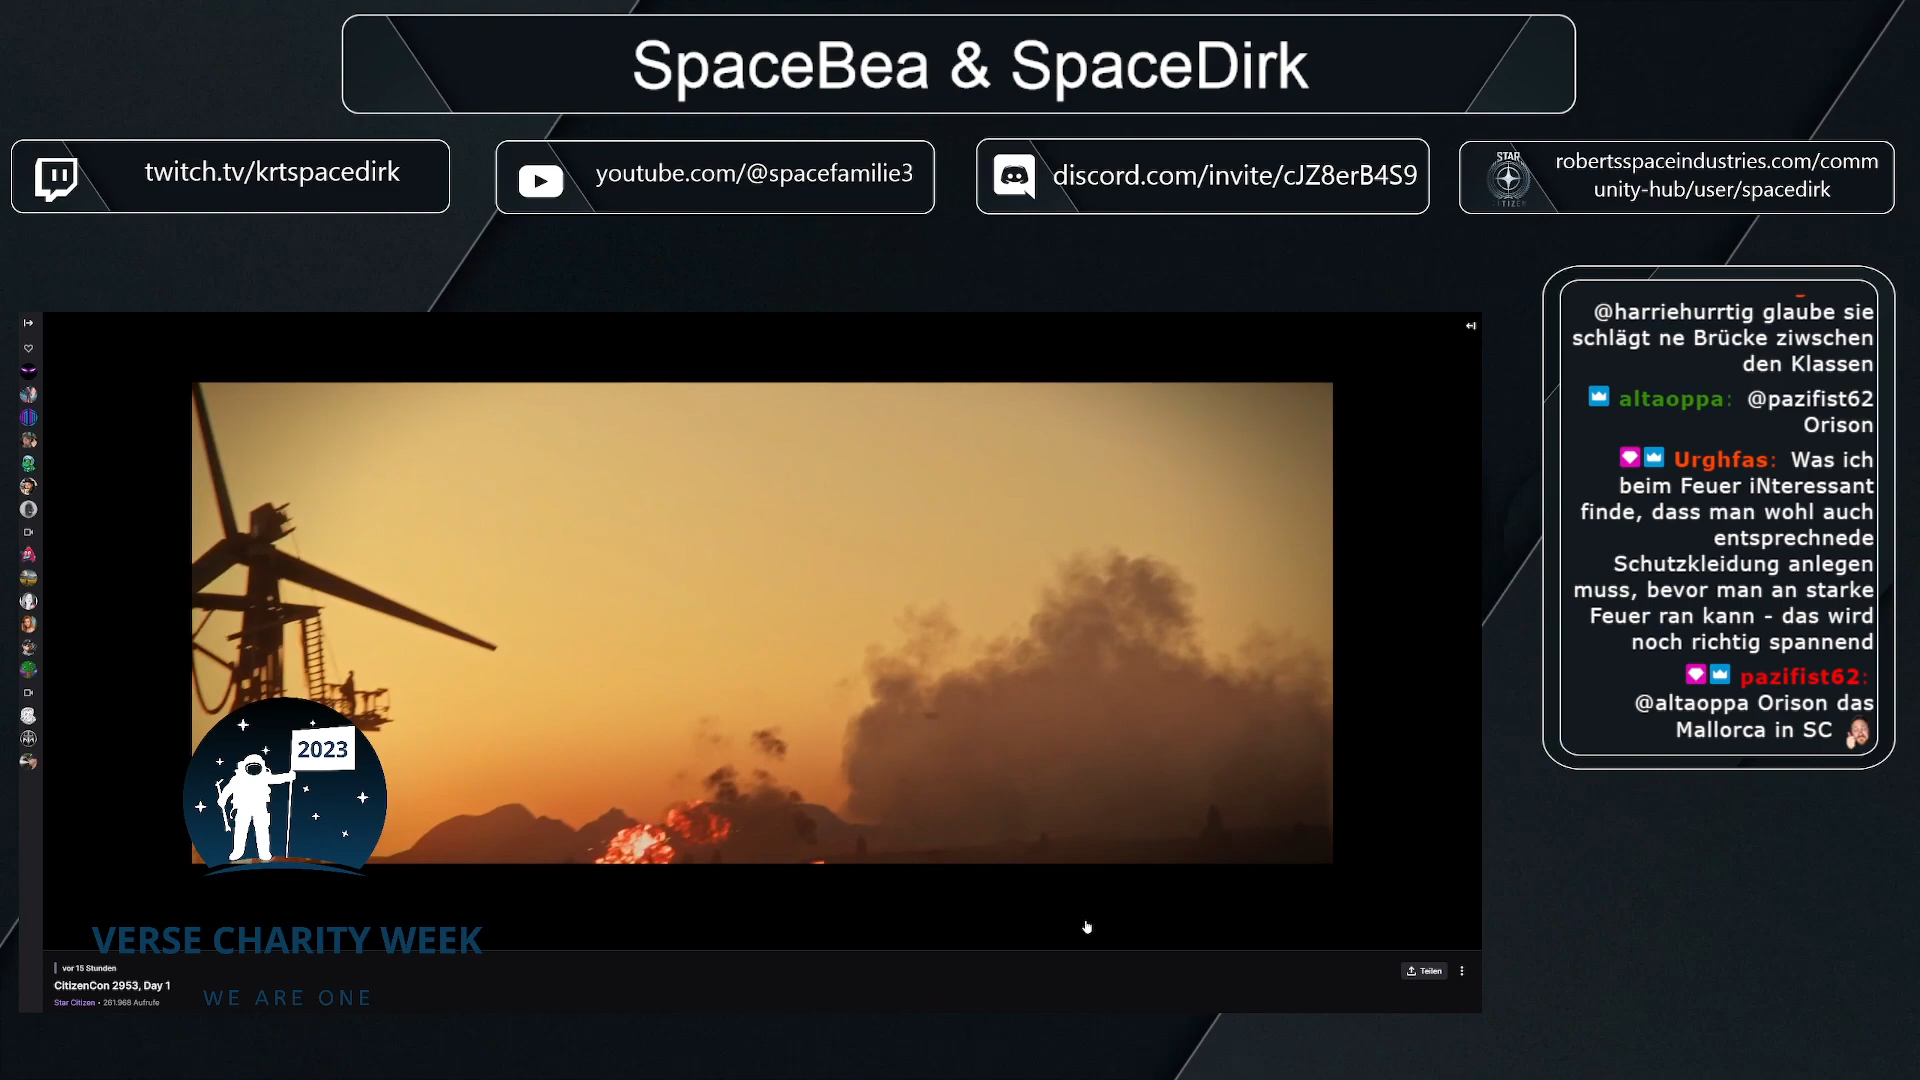 SpaceBea & SpaceDirk
twitch.tv/krtspacedirk
youtube.com/@spacefamilie3
discord.com/invite/cJZ8erB4S9
robertsspaceindustries.com/comm
unity-hub/user/spacedirk
STAR
CITIZEN
@harriehurrtig glaube sie
schlägt ne Brücke ziwschen
den Klassen
altaoppa: @pazifist62
Orison
Urghfas: Was ich
beim Feuer iNteressant
finde, dass man wohl auch
entsprechnede
Schutzkleidung anlegen
muss, bevor man an starke
Feuer ran kann - das wird
noch richtig spannend
pazifist62:
@altaoppa Orison das
Mallorca in SC
2023
VERSE CHARITY WEEK
WE ARE ONE
vor 15 Stunden
CitizenCon 2953, Day 1
Star Citizen • 261.968 Aufrufe
Teilen